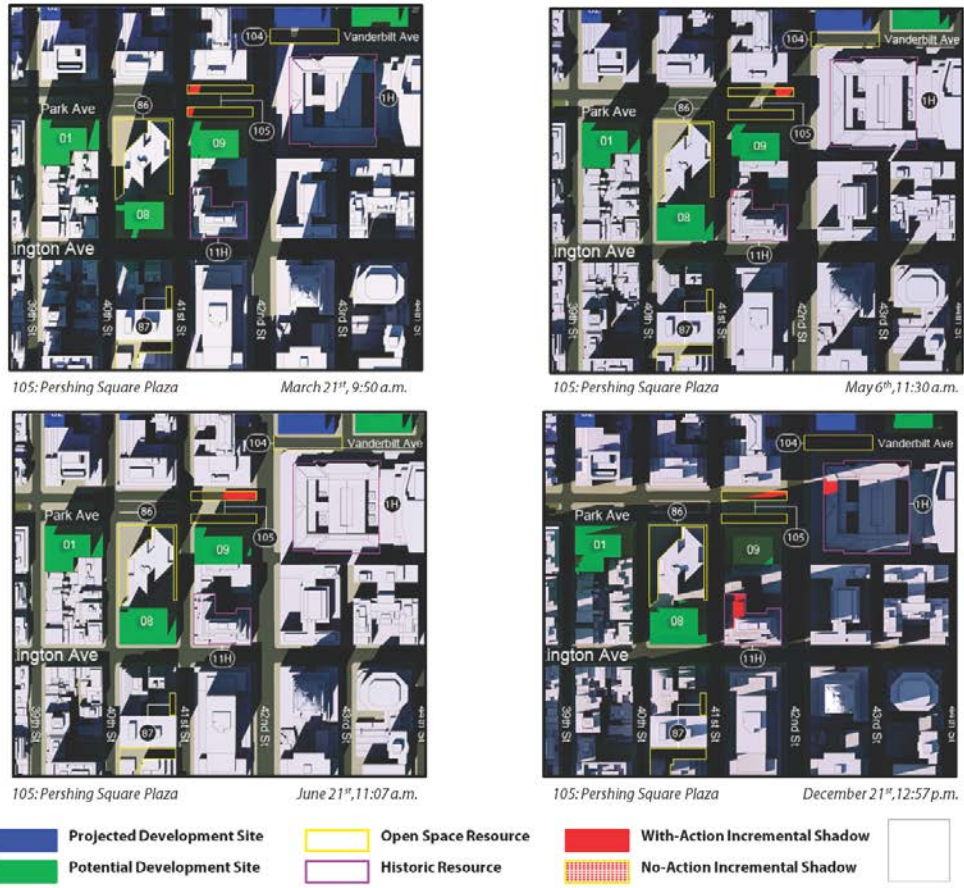 104
Vanderbilt Ave
1H
Park Ave
86
105
01
09
08
ington Ave
11H
39th St
40th St
41st St
42nd St
43rd St
87
105: Pershing Square Plaza
March 21st, 9:50 a.m.
104
Vanderbilt Ave
1H
Park Ave
86
105
01
09
08
ington Ave
11H
39th St
40th St
41st St
42nd St
43rd St
87
105: Pershing Square Plaza
May 6th, 11:30 a.m.
104
Vanderbilt Ave
1H
Park Ave
86
105
01
09
08
ington Ave
11H
39th St
40th St
41st St
42nd St
43rd St
87
105: Pershing Square Plaza
June 21st, 11:07 a.m.
104
Vanderbilt Ave
1H
Park Ave
86
105
01
09
08
ington Ave
11H
39th St
40th St
41st St
42nd St
43rd St
87
105: Pershing Square Plaza
December 21st, 12:57 p.m.
Projected Development Site
Open Space Resource
With-Action Incremental Shadow
Potential Development Site
Historic Resource
No-Action Incremental Shadow